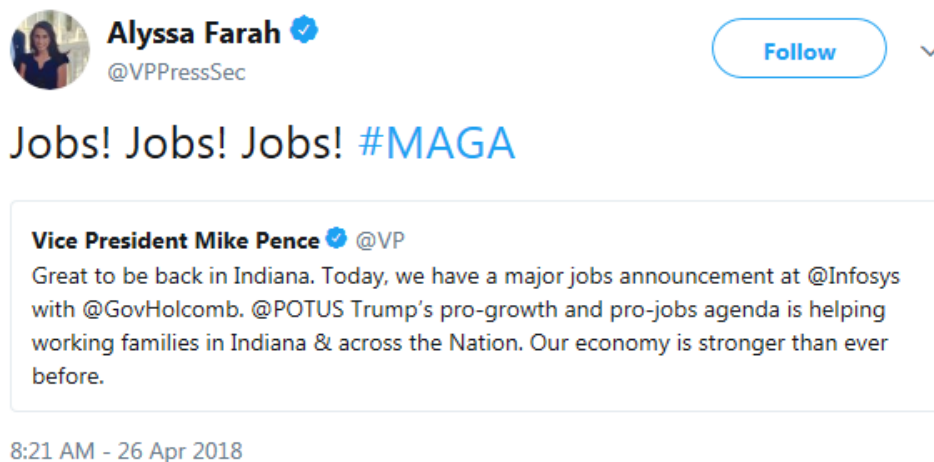 Alyssa Farah
@VPPressSec
Follow
Jobs! Jobs! Jobs! #MAGA
Vice President Mike Pence @VP
Great to be back in Indiana. Today, we have a major jobs announcement at @Infosys
with @GovHolcomb. @POTUS Trump's pro-growth and pro-jobs agenda is helping
working families in Indiana & across the Nation. Our economy is stronger than ever
before.
8:21 AM - 26 Apr 2018